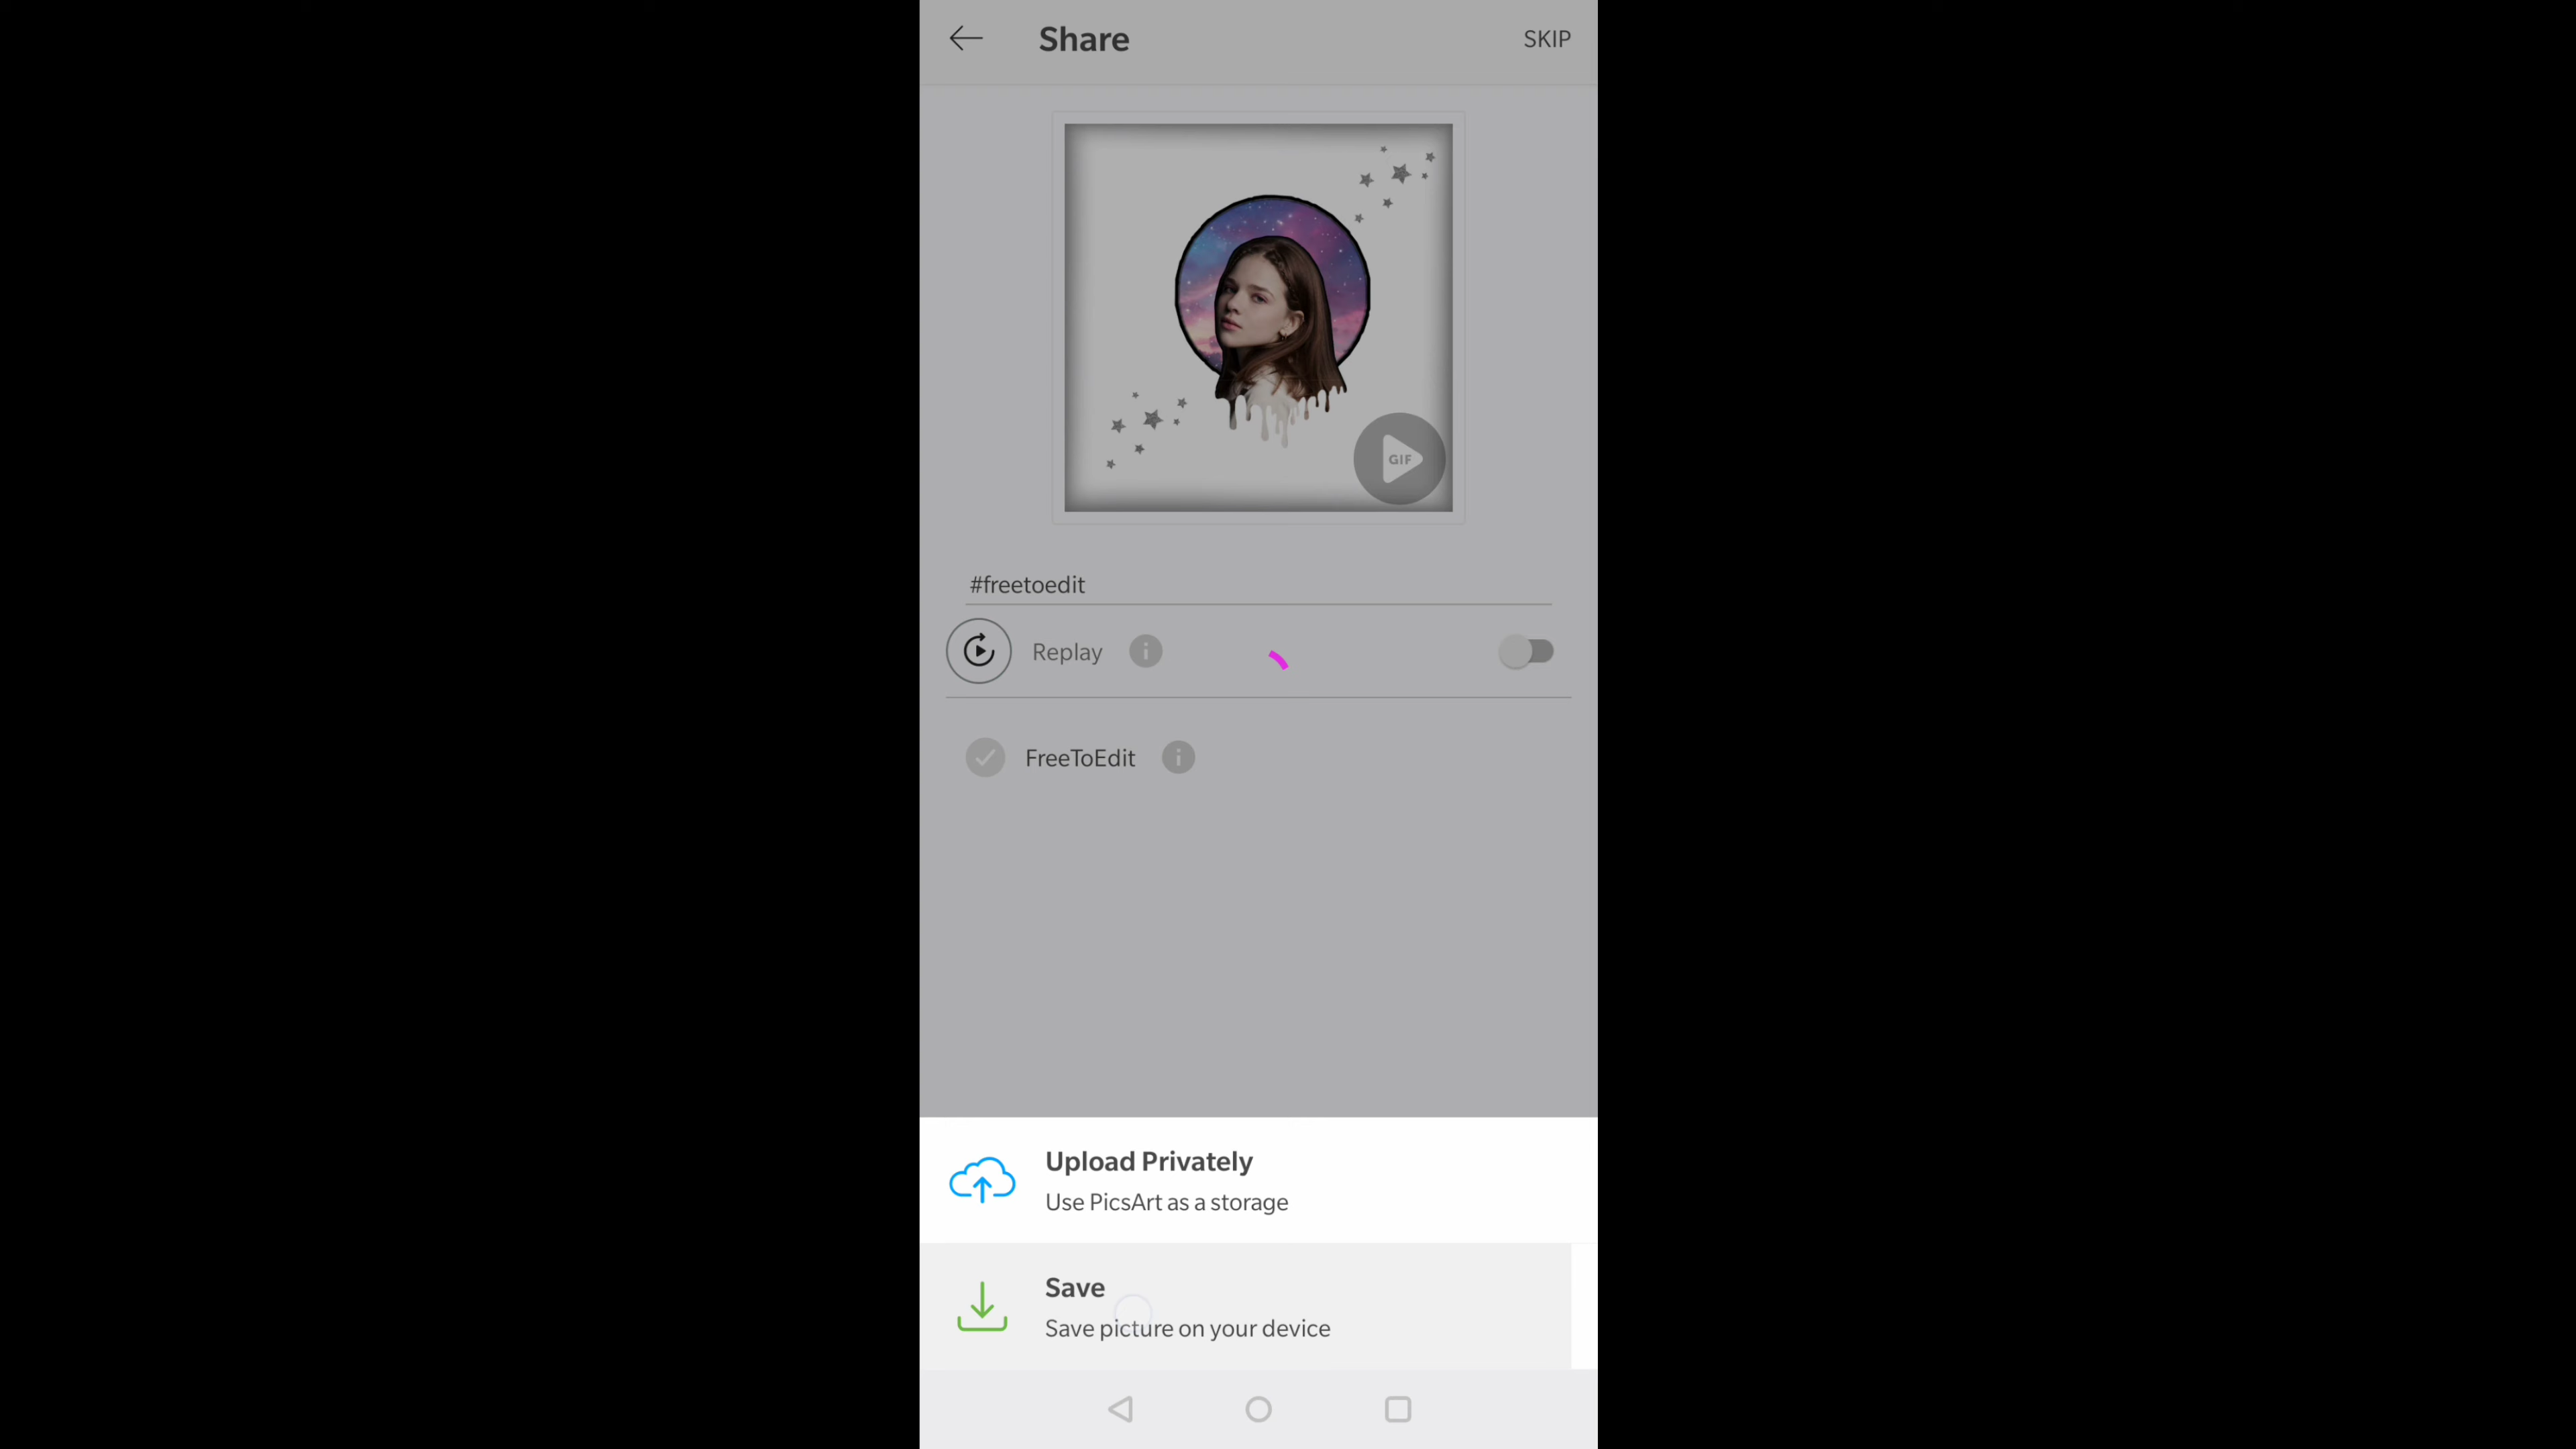 Share
SKIP
GIF
#freetoedit
Replay
FreeToEdit
Upload Privately
Use PicsArt as a storage
Save
Save picture on your device